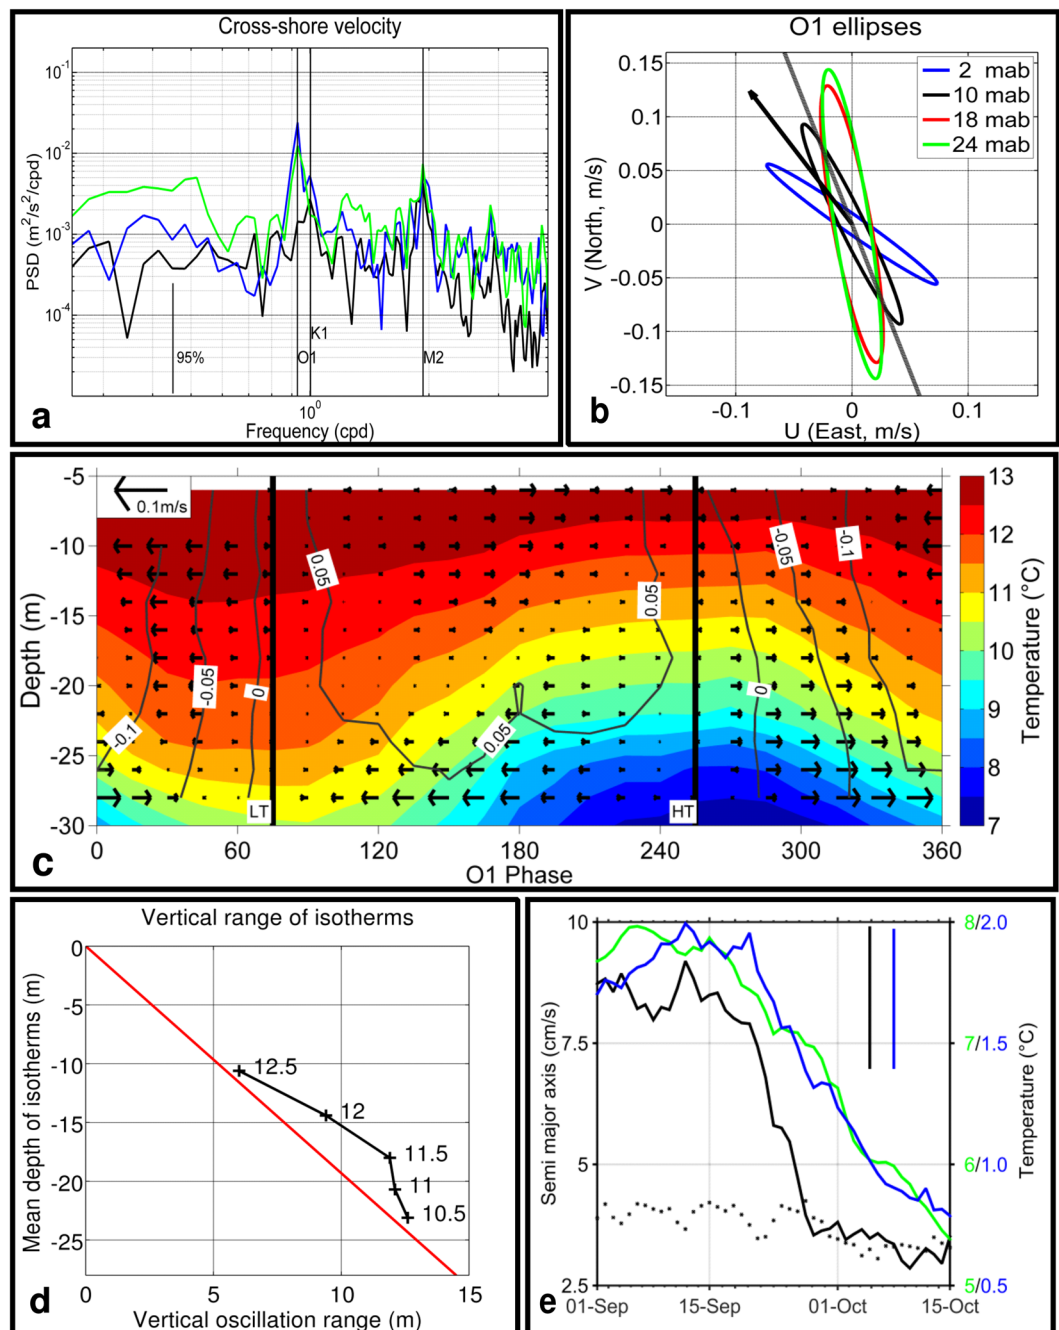 Cross-shore velocity
10^-1
10^-2
10^-3
10^-4
PSD (m²/s²/cpd)
95%
O1
K1
M2
10^0
Frequency (cpd)
a
O1 ellipses
2 mab
10 mab
18 mab
24 mab
0.15
0.1
0.05
0
-0.05
-0.1
-0.15
V (North, m/s)
-0.1
0
0.1
U (East, m/s)
b
-5
-10
-15
-20
-25
-30
Depth (m)
0.1m/s
0.05
-0.05
-0.1
0.05
-0.05
0
-0.1
0.05
0
LT
HT
0
60
120
180
240
300
360
O1 Phase
13
12
11
10
9
8
7
Temperature (°C)
c
Vertical range of isotherms
0
-5
-10
-15
-20
-25
Mean depth of isotherms (m)
12.5
12
11.5
11
10.5
0
5
10
15
Vertical oscillation range (m)
d
10
7.5
5
2.5
Semi major axis (cm/s)
8/2.0
7/1.5
6/1.0
5/0.5
Temperature (°C)
01-Sep
15-Sep
01-Oct
15-Oct
e